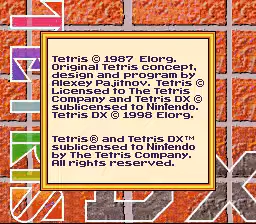 Tetris © 1987 Elorg.
Original Tetris concept,
design and program by
Alexey Pajitnov. Tetris ©
Licensed to The Tetris
Company and Tetris DX ©
sublicensed to Nintendo.
Tetris DX © 1998 Elorg.
Tetris® and Tetris DX™
sublicensed to Nintendo
by The Tetris Company.
All rights reserved.